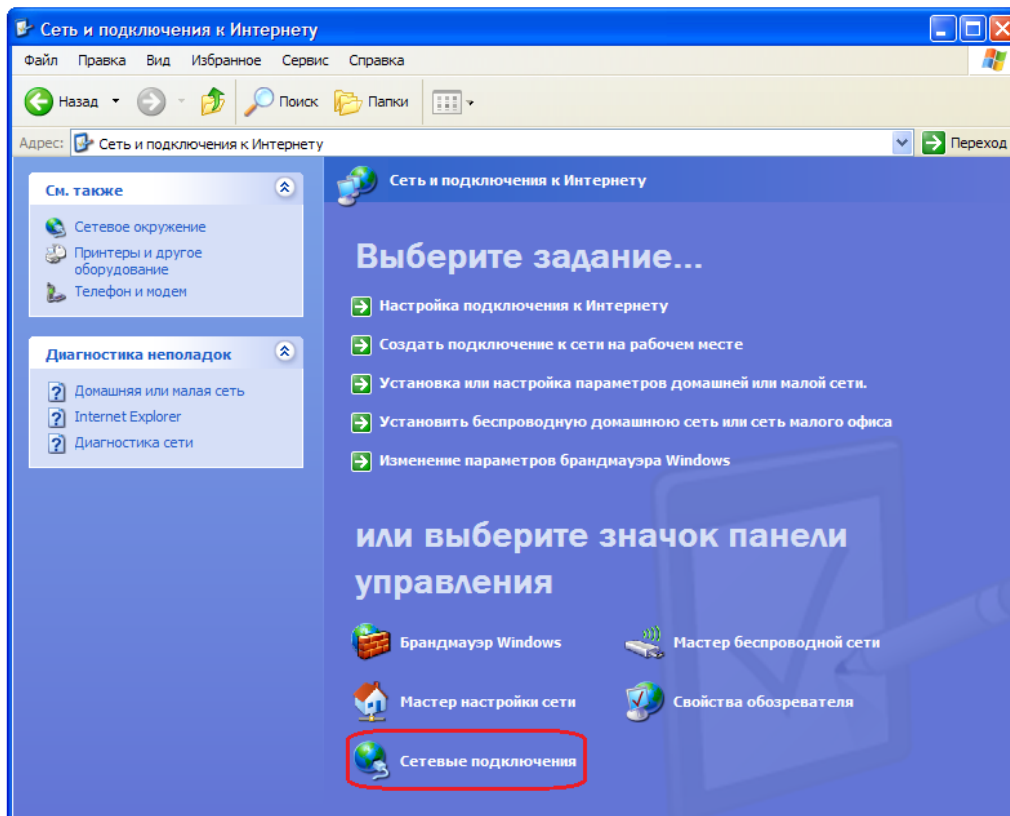 Сеть и подключения к Интернету
Файл Правка Вид Избранное Сервис Справка
Назад Поиск Папки
Адрес: Сеть и подключения к Интернету Переход
См. также
Сетевое окружение
Принтеры и другое
оборудование
Телефон и модем
Диагностика неполадок
Домашняя или малая сеть
Internet Explorer
Диагностика сети
Сеть и подключения к Интернету
Выберите задание...
Настройка подключения к Интернету
Создать подключение к сети на рабочем месте
Установка или настройка параметров домашней или малой сети.
Установить беспроводную домашнюю сеть или сеть малого офиса
Изменение параметров брандмауэра Windows
или выберите значок панели
управления
Брандмауэр Windows Мастер беспроводной сети
Мастер настройки сети Свойства обозревателя
Сетевые подключения